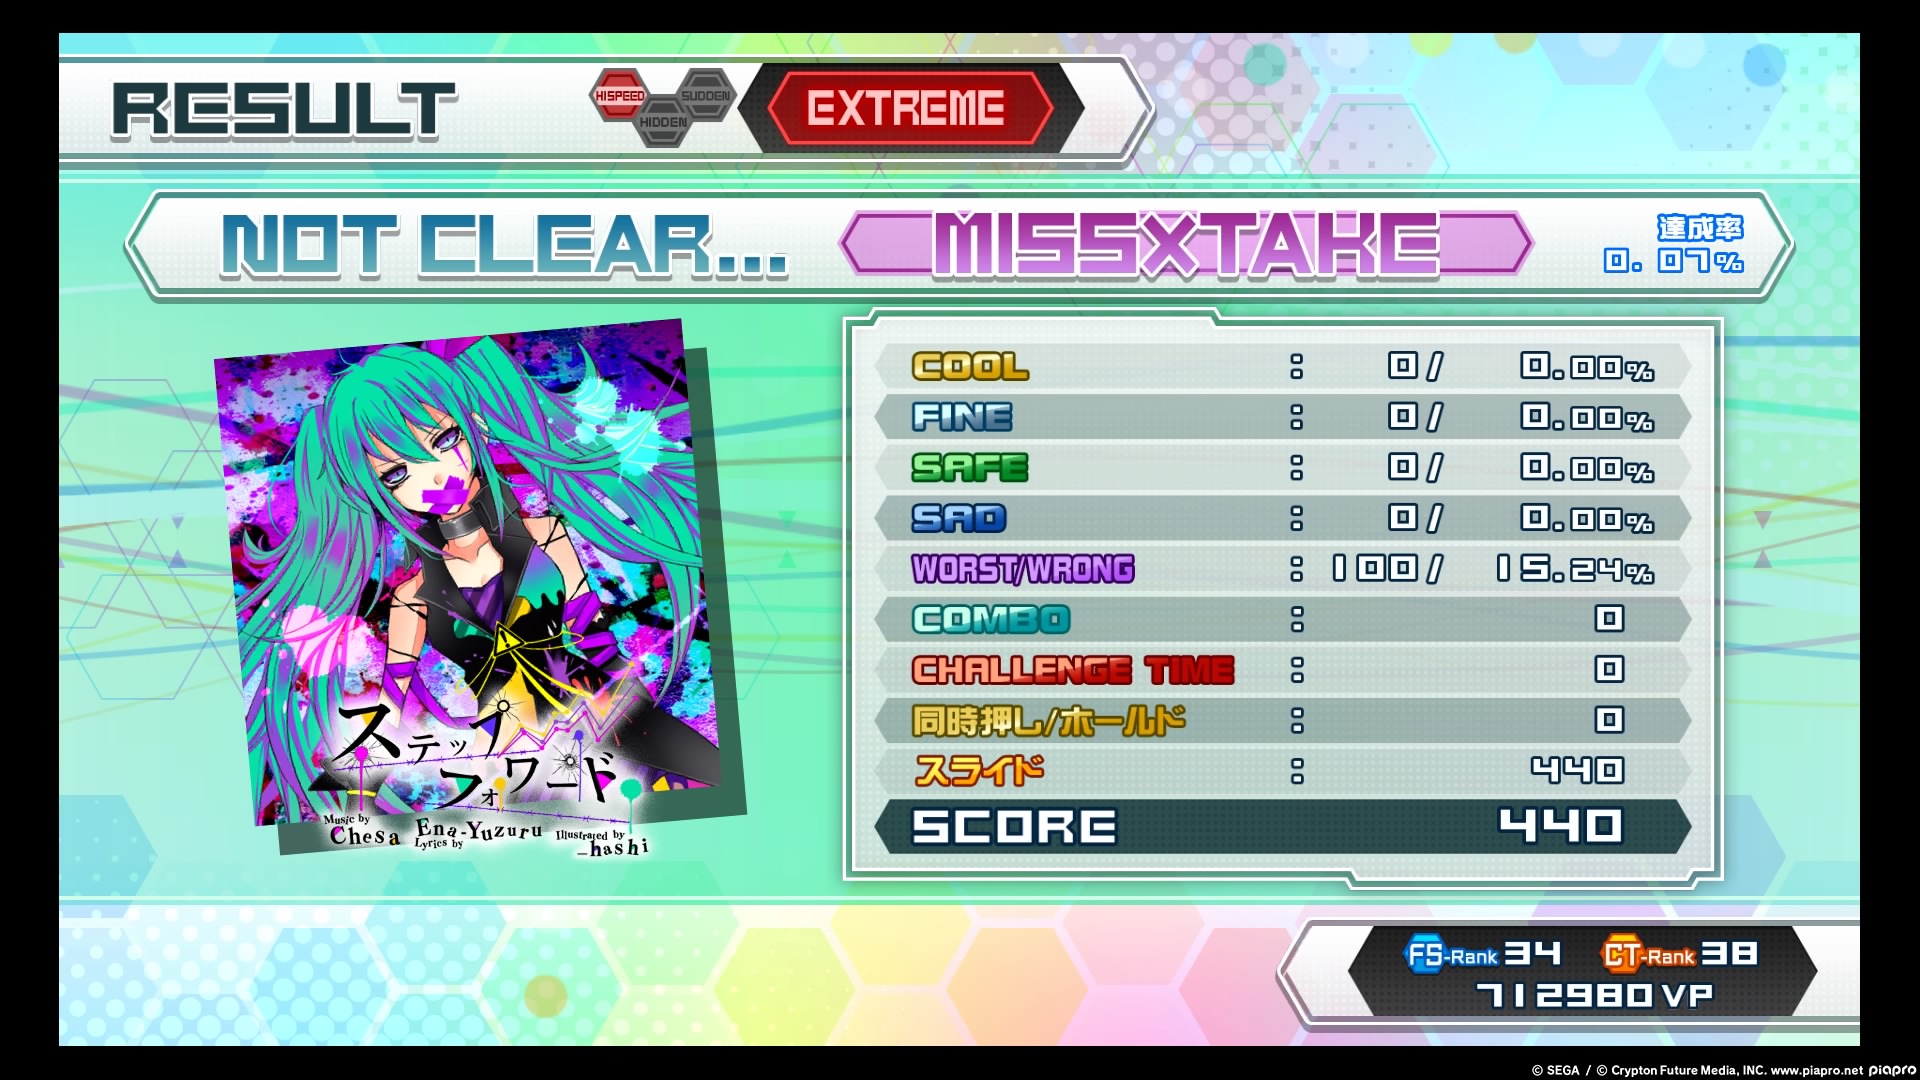 RESULT
HISPEED
HIDDEN
SUDDEN
EXTREME
NOT CLEAR...
MISS×TAKE
達成率
0.07%
COOL : 0/ 0.00%
FINE : 0/ 0.00%
SAFE : 0/ 0.00%
SAD : 0/ 0.00%
WORST/WRONG : 100/ 15.24%
COMBO : 0
CHALLENGE TIME : 0
同時押し/ホールド : 0
スライド : 440
SCORE 440
ステップ
フォワード
Music by Chesa
Lyrics by Ena-Yuzuru
Illustrated by _hashi
FS-Rank 34 CT-Rank 38
712980 VP
© SEGA / © Crypton Future Media, INC. www.piapro.net piapro